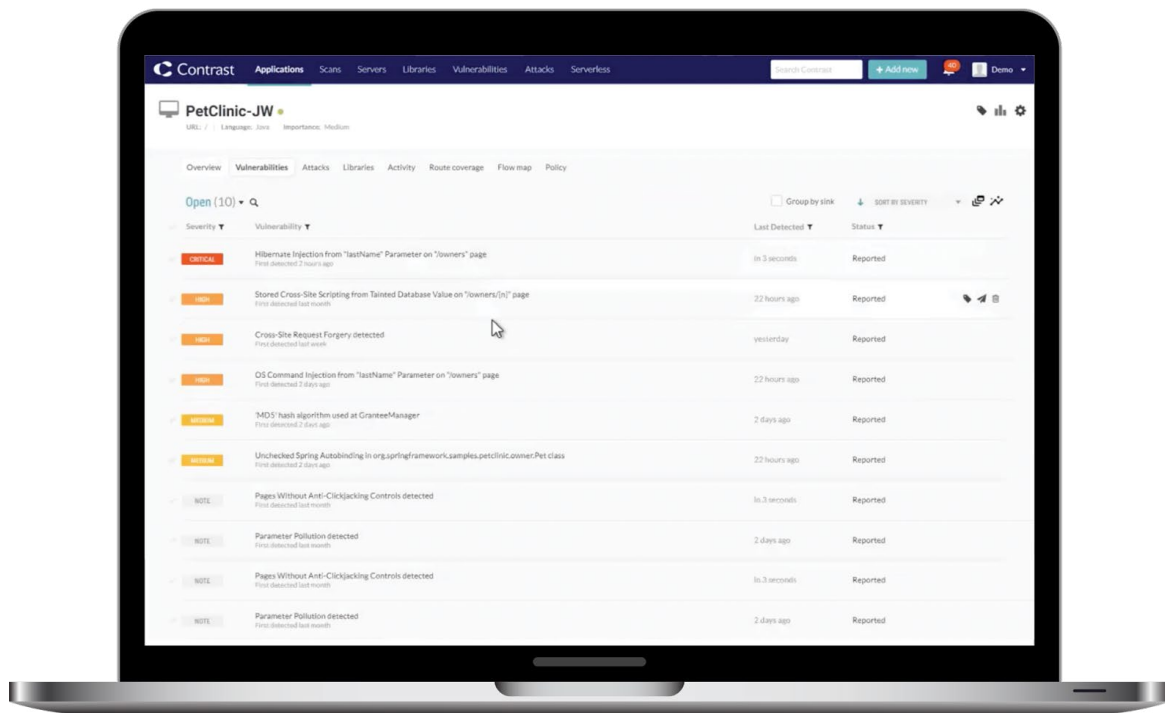 Contrast Applications Scans Servers Libraries Vulnerabilities Attacks Serverless Search Contrast + Add new 40 Demo
PetClinic-JW
URL: / Language: Java Importance: Medium
Overview Vulnerabilities Attacks Libraries Activity Route coverage Flow map Policy
Open (10) Group by sink SORT BY SEVERITY
Severity Vulnerability Last Detected Status
CRITICAL Hibernate Injection from "lastName" Parameter on "/owners" page in 3 seconds Reported
First detected 2 hours ago
HIGH Stored Cross-Site Scripting from Tainted Database Value on "/owners/{n}" page 22 hours ago Reported
First detected last month
HIGH Cross-Site Request Forgery detected yesterday Reported
First detected last week
HIGH OS Command Injection from "lastName" Parameter on "/owners" page 22 hours ago Reported
First detected 2 days ago
MEDIUM 'MD5' hash algorithm used at GranteeManager 2 days ago Reported
First detected 2 days ago
MEDIUM Unchecked Spring Autobinding in org.springframework.samples.petclinic.owner.Pet class 22 hours ago Reported
First detected 2 days ago
NOTE Pages Without Anti-Clickjacking Controls detected in 3 seconds Reported
First detected last month
NOTE Parameter Pollution detected 2 days ago Reported
First detected last month
NOTE Pages Without Anti-Clickjacking Controls detected in 3 seconds Reported
First detected last month
NOTE Parameter Pollution detected 2 days ago Reported
First detected last month